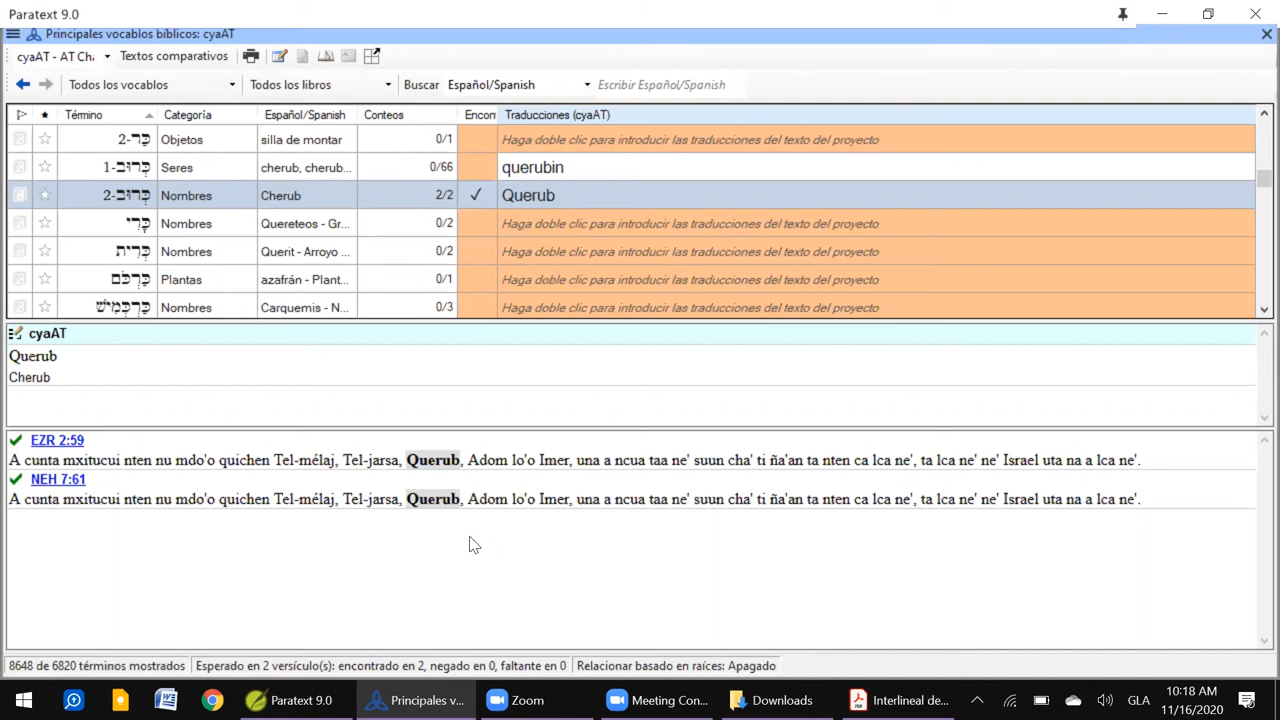 Paratext 9.0
Principales vocablos bíblicos: cyaAT
cyaAT - AT Cha Textos comparativos
Todos los vocablos Todos los libros Buscar Español/Spanish Escribir Español/Spanish
Término Categoría Español/Spanish Conteos Encon Traducciones (cyaAT)
כַּר-2 Objetos silla de montar 0/1 Haga doble clic para introducir las traducciones del texto del proyecto
כְּרוּב-1 Seres cherub, cherub... 0/66 querubin
כְּרוּב-2 Nombres Cherub 2/2 ✓ Querub
כָּרִי Nombres Quereteos - Gr... 0/2 Haga doble clic para introducir las traducciones del texto del proyecto
כְּרִית Nombres Querit - Arroyo ... 0/2 Haga doble clic para introducir las traducciones del texto del proyecto
כַּרְכֹּם Plantas azafrán - Plant... 0/1 Haga doble clic para introducir las traducciones del texto del proyecto
כַּרְכְּמִישׁ Nombres Carquemis - N... 0/3 Haga doble clic para introducir las traducciones del texto del proyecto
cyaAT
Querub
Cherub
EZR 2:59
A cunta mxitucui nten nu mdo'o quichen Tel-mélaj, Tel-jarsa, Querub, Adom lo'o Imer, una a ncua taa ne' suun cha' ti ña'an ta nten ca lca ne', ta lca ne' ne' Israel uta na a lca ne'.
NEH 7:61
A cunta mxitucui nten nu mdo'o quichen Tel-mélaj, Tel-jarsa, Querub, Adom lo'o Imer, una a ncua taa ne' suun cha' ti ña'an ta nten ca lca ne', ta lca ne' ne' Israel uta na a lca ne'.
8648 de 6820 términos mostrados Esperado en 2 versículo(s): encontrado en 2, negado en 0, faltante en 0 Relacionar basado en raíces: Apagado
Paratext 9.0 Principales v... Zoom Meeting Con... Downloads Interlineal de... GLA 10:18 AM
11/16/2020